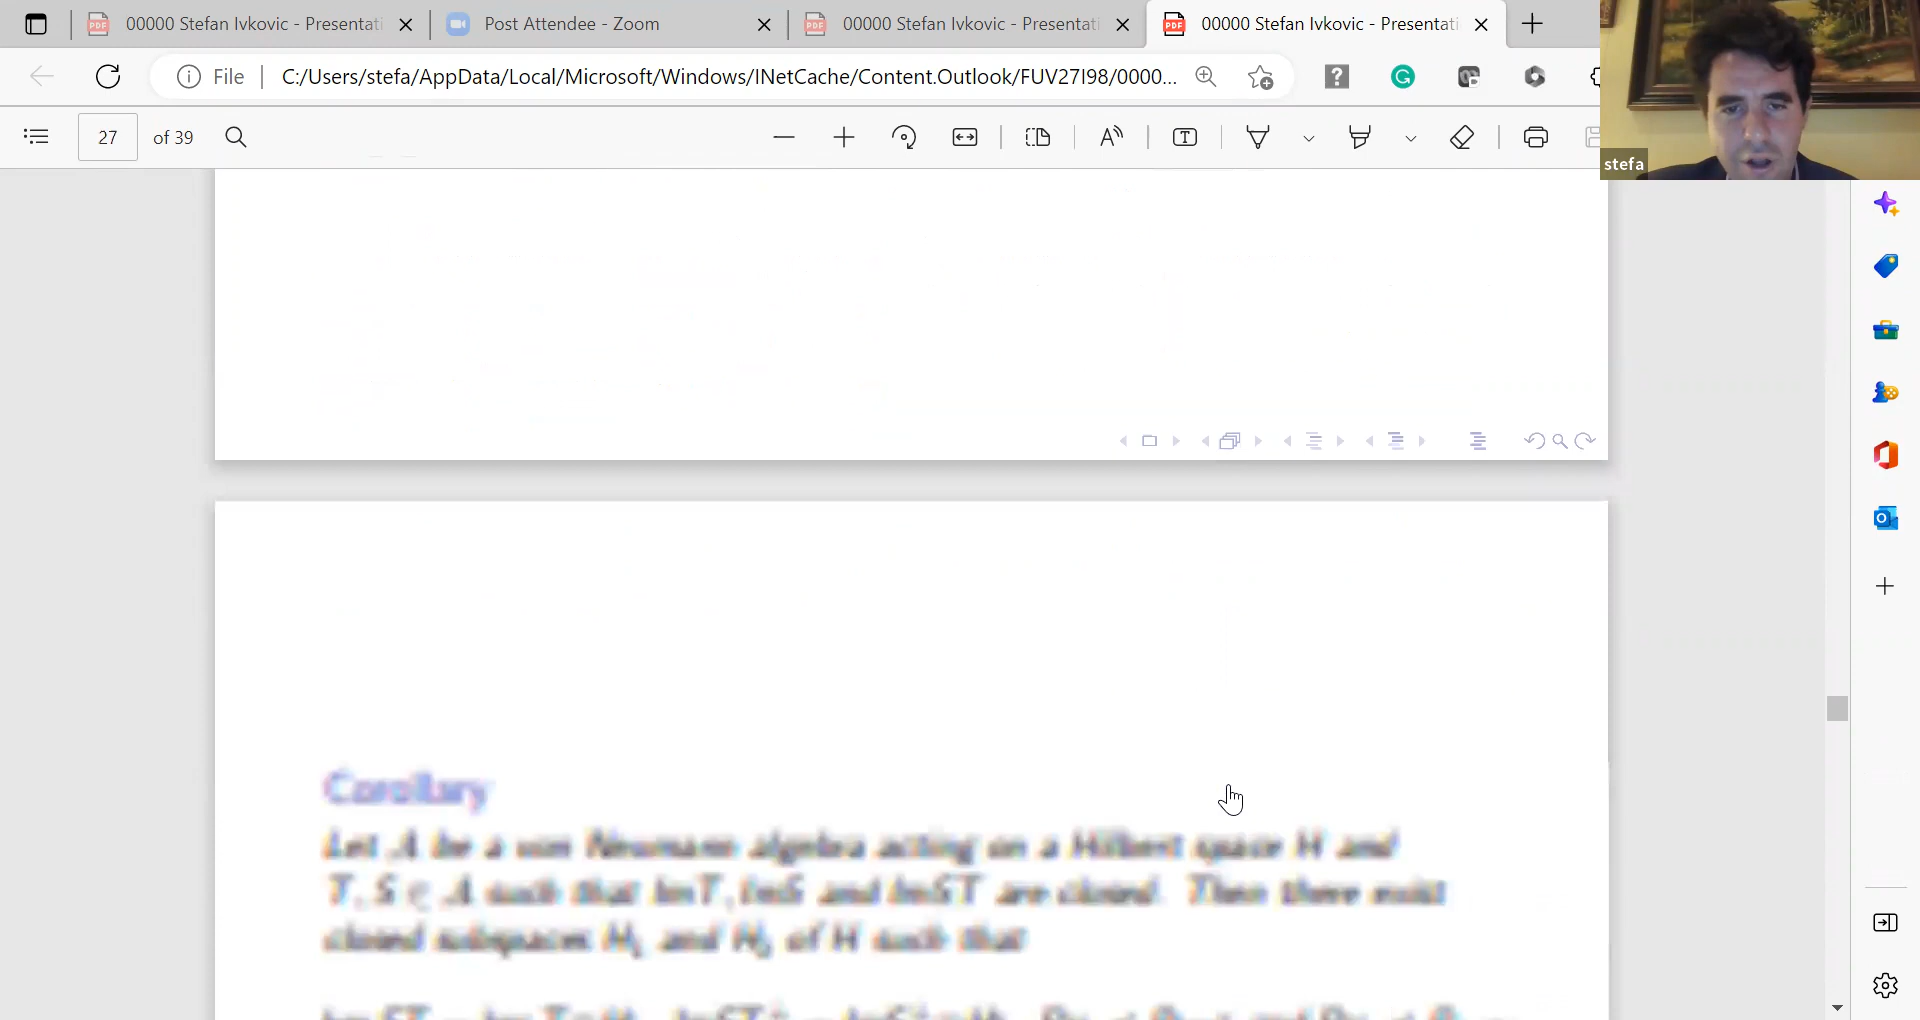 00000 Stefan Ivkovic - Presentati
Post Attendee - Zoom
00000 Stefan Ivkovic - Presentati
00000 Stefan Ivkovic - Presentati
File
C:/Users/stefa/AppData/Local/Microsoft/Windows/INetCache/Content.Outlook/FUV27I98/0000...
27 of 39
stefa
Corollary
Let A be a von Neumann algebra acting on a Hilbert space H and
T, S ∈ A such that ImT, ImS and ImST are closed. Then there exist
closed subspaces H₁ and H₂ of H such that